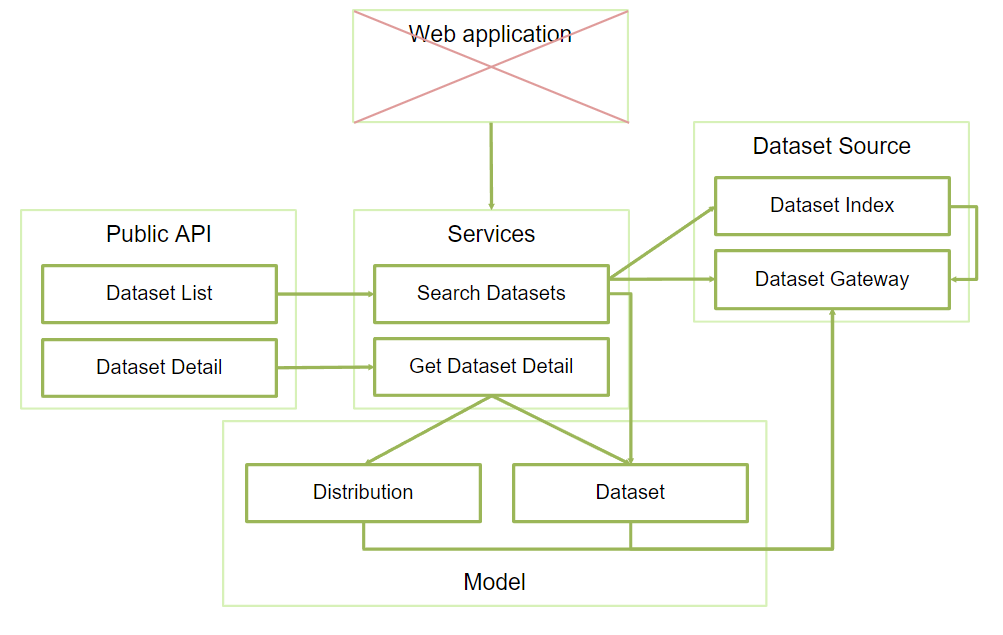 Web application
Dataset Source
Dataset Index
Dataset Gateway
Public API
Dataset List
Dataset Detail
Services
Search Datasets
Get Dataset Detail
Distribution
Dataset
Model